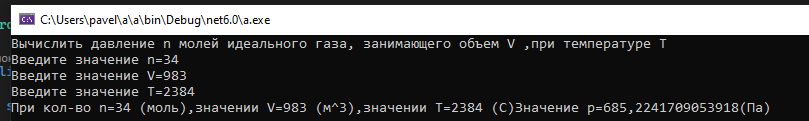 C:\Users\pavel\a\a\bin\Debug\net6.0\a.exe
Вычислить давление n молей идеального газа, занимающего объем V ,при температуре T
Введите значение n=34
Введите значение V=983
Введите значение T=2384
При кол-во n=34 (моль),значении V=983 (м^3),значении T=2384 (C)Значение p=685,2241709053918(Па)